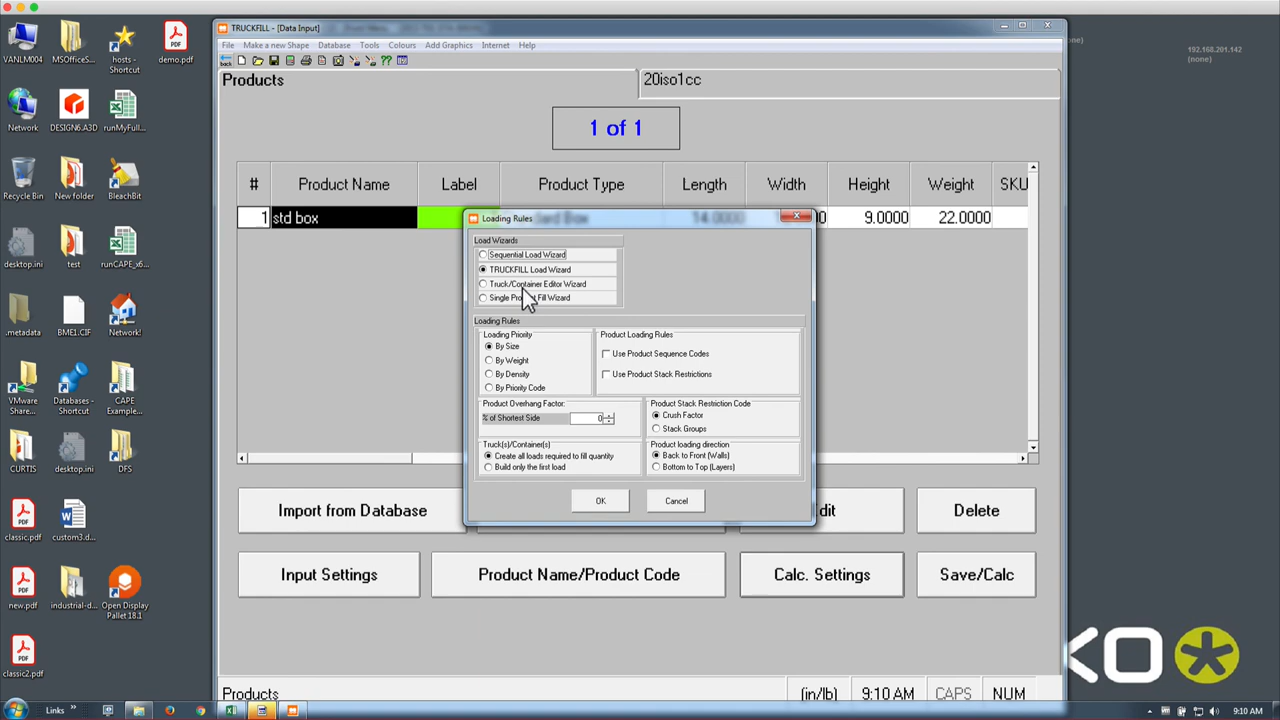 TRUCKFILL - [Data Input]
File Make a new Shape Database Tools Colours Add Graphics Internet Help
Products
20iso1cc
1 of 1
# Product Name Label Product Type Length Width Height Weight SKU
1 std box 14.0000 9.0000 22.0000
Loading Rules
Load Wizards
Sequential Load Wizard
TRUCKFILL Load Wizard
Truck/Container Editor Wizard
Single Fill Wizard
Loading Rules
Loading Priority
By Size
By Weight
By Density
By Priority Code
Product Loading Rules
Use Product Sequence Codes
Use Product Stack Restrictions
Product Overhang Factor:
% of Shortest Side 0
Product Stack Restriction Code
Crush Factor
Stack Groups
Truck(s)/Container(s)
Create all loads required to fill quantity
Build only the first load
Product loading direction
Back to Front (Walls)
Bottom to Top (Layers)
OK Cancel
Import from Database
Delete
Input Settings
Product Name/Product Code
Calc. Settings
Save/Calc
Products (in/lb) 9:10 AM CAPS NUM
VANLM004
MSOfficeS...
hosts - Shortcut
demo.pdf
Network
DESIGN6.A3D
runMyFull...
Recycle Bin
New folder
BleachBit
desktop.ini
test
runCAPE_x6...
.metadata
BME1.CIF
Network!
VMware Share...
Databases - Shortcut
CAPE Example...
CURTIS
desktop.ini
DFS
classic.pdf
custom3.d...
new.pdf
industrial-d...
Open Display Pallet 18.1
classic2.pdf
192.168.201.142
(none)
KO
Links »
9:10 AM